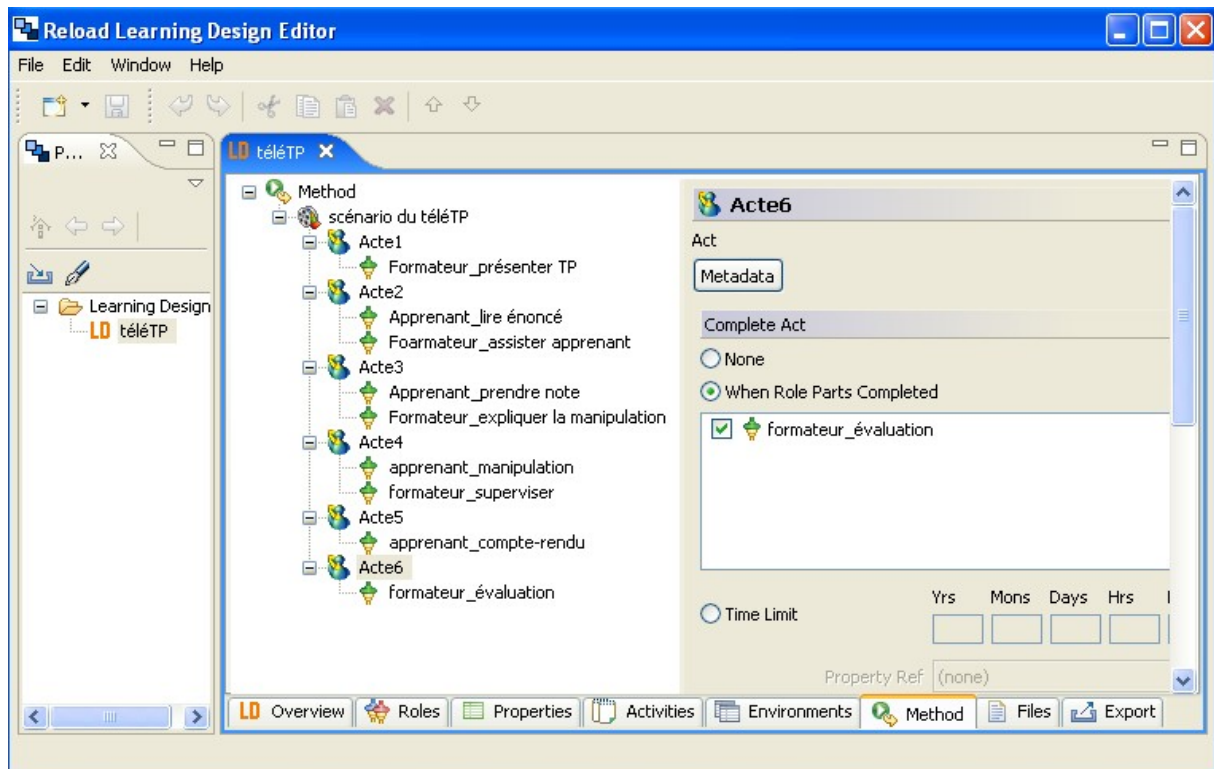 Reload Learning Design Editor
File Edit Window Help
P...
LD téléTP
Learning Design
LD téléTP
Method
scénario du téléTP
Acte1
Formateur_présenter TP
Acte2
Apprenant_lire énoncé
Foarmateur_assister apprenant
Acte3
Apprenant_prendre note
Formateur_expliquer la manipulation
Acte4
apprenant_manipulation
formateur_superviser
Acte5
apprenant_compte-rendu
Acte6
formateur_évaluation
Acte6
Act
Metadata
Complete Act
None
When Role Parts Completed
formateur_évaluation
Yrs Mons Days Hrs
Time Limit
Property Ref (none)
LD Overview Roles Properties Activities Environments Method Files Export